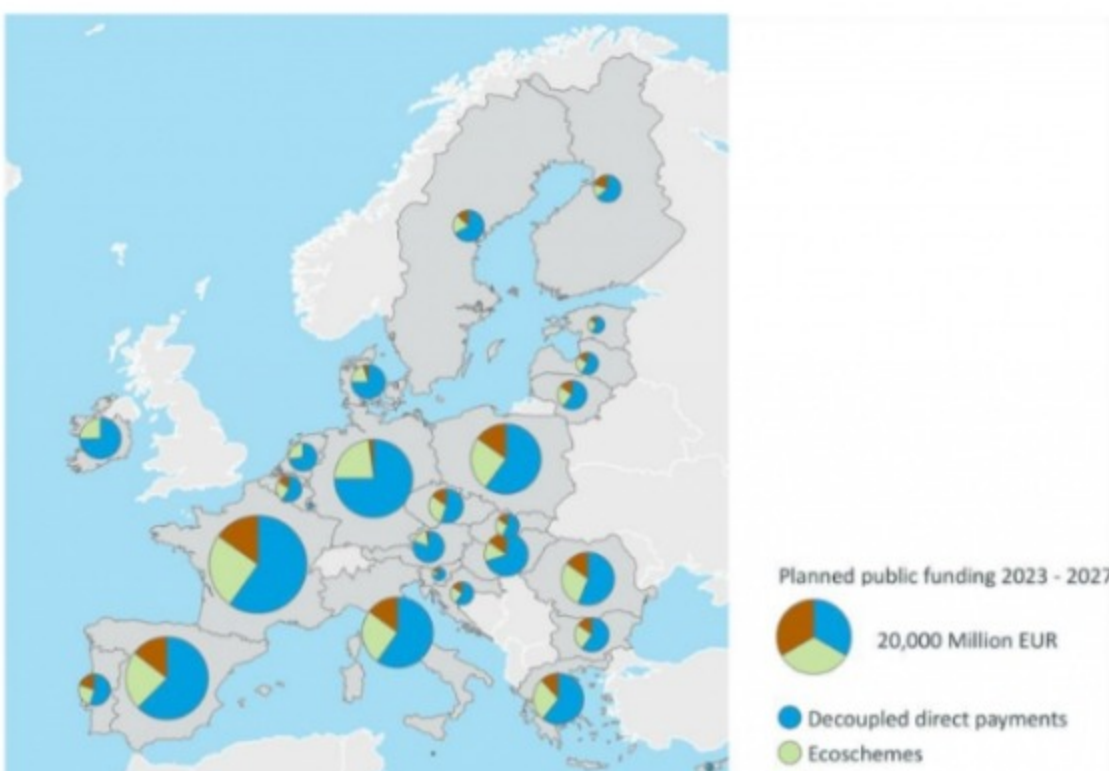 Planned public funding 2023 - 2027
20,000 Million EUR
Decoupled direct payments
Ecoschemes